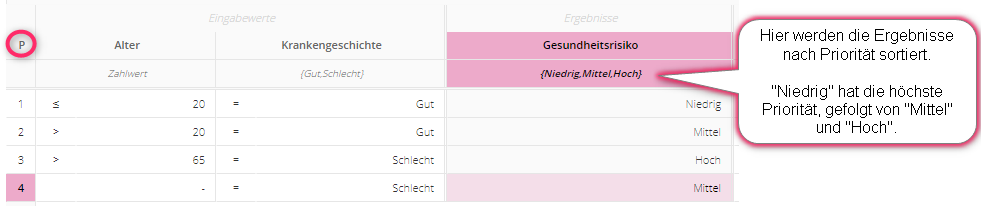 Eingabewerte Ergebnisse
P Alter Krankengeschichte Gesundheitsrisiko
Zahlwert {Gut,Schlecht} {Niedrig,Mittel,Hoch}
1 ≤ 20 = Gut Niedrig
2 > 20 = Gut Mittel
3 > 65 = Schlecht Hoch
4 - = Schlecht Mittel
Hier werden die Ergebnisse
nach Priorität sortiert.
"Niedrig" hat die höchste
Priorität, gefolgt von "Mittel"
und "Hoch".